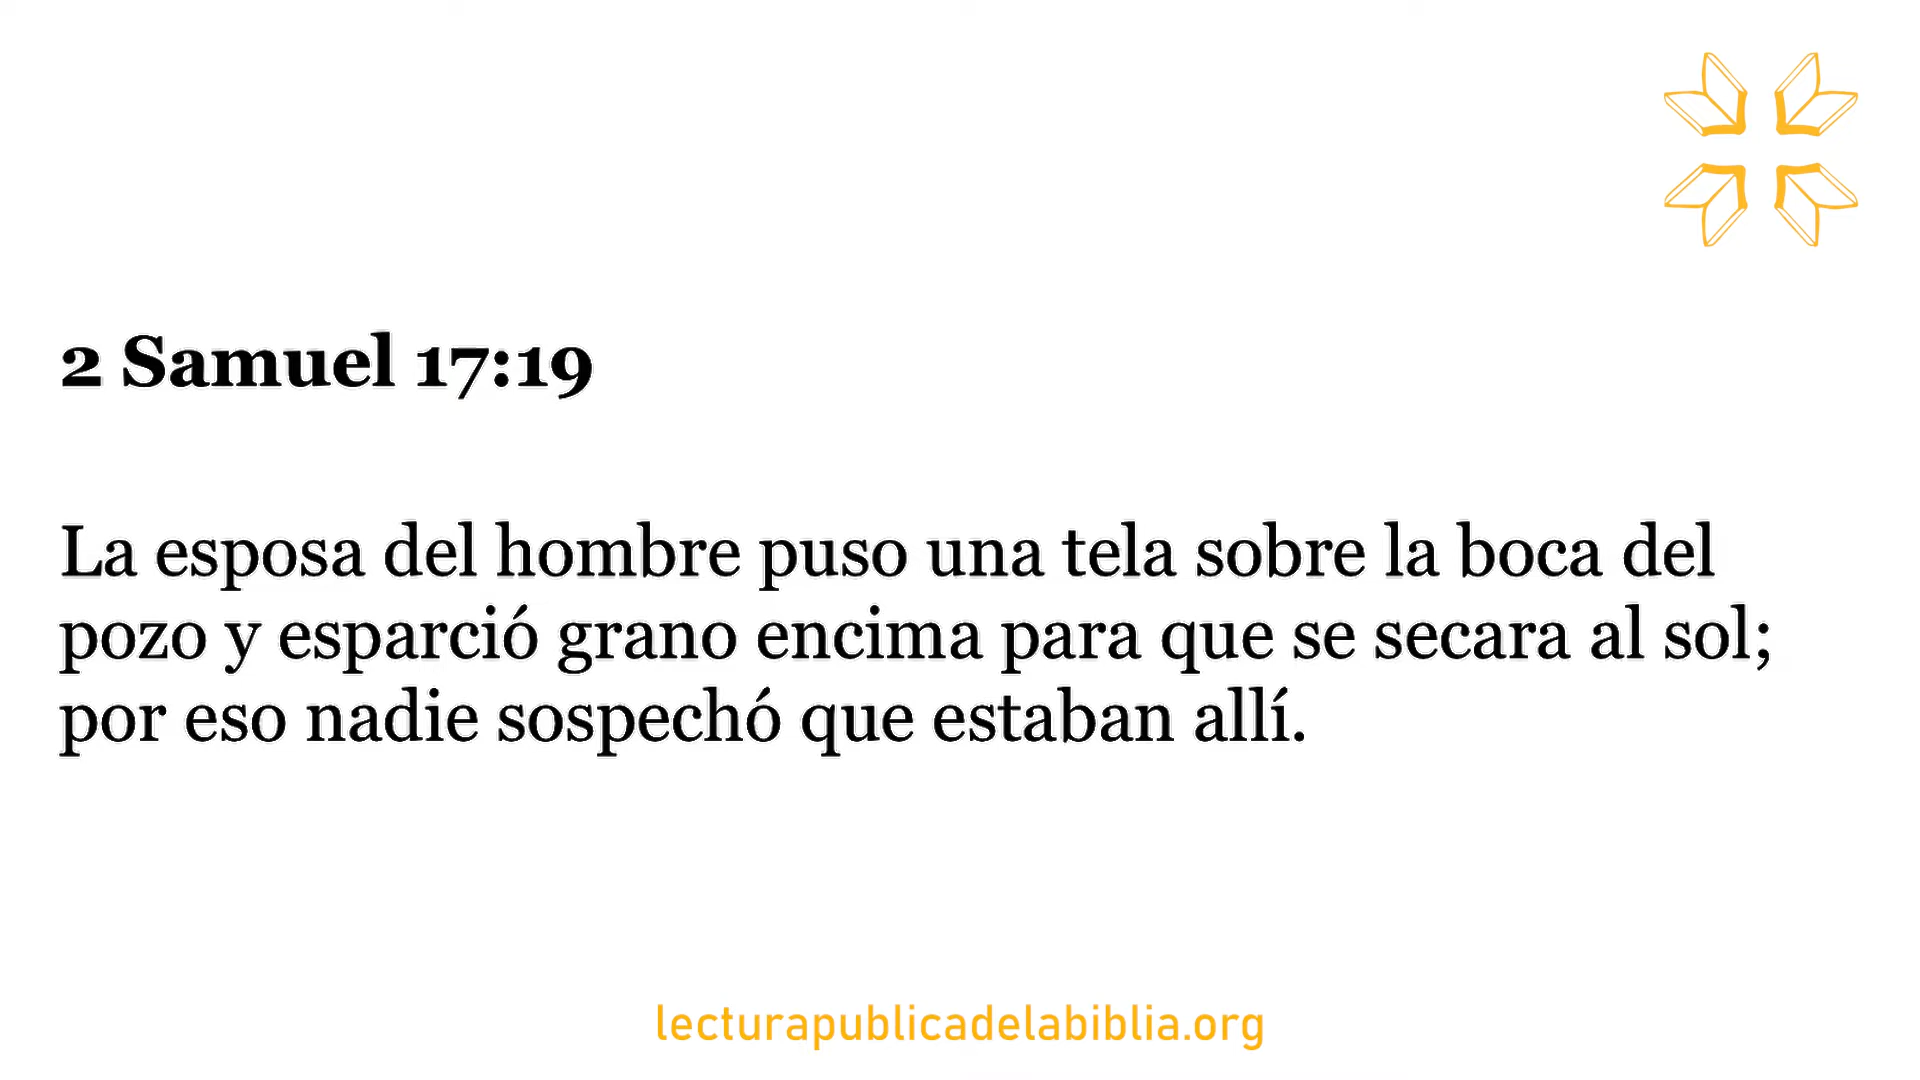 2 Samuel 17:19
La esposa del hombre puso una tela sobre la boca del
pozo y esparció grano encima para que se secara al sol;
por eso nadie sospechó que estaban allí.
lecturapublicadelabiblia.org